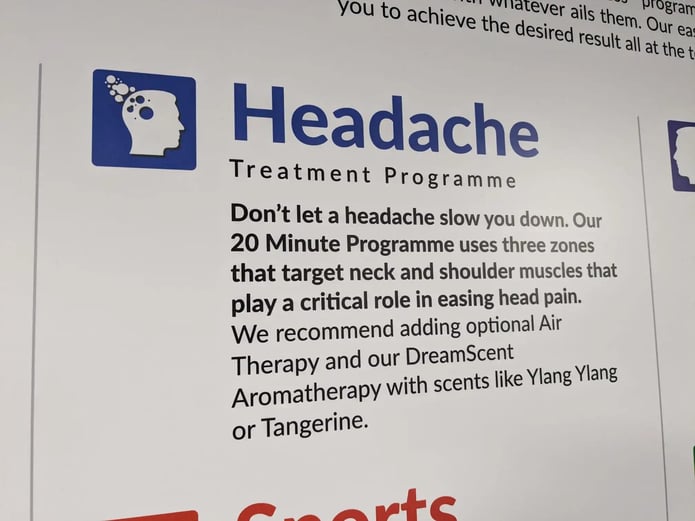 whatever ails them. Our
you to achieve the desired result all at the
Headache
Treatment Programme
Don't let a headache slow you down. Our
20 Minute Programme uses three zones
that target neck and shoulder muscles that
play a critical role in easing head pain.
We recommend adding optional Air
Therapy and our DreamScent
Aromatherapy with scents like Ylang Ylang
or Tangerine.
Sports